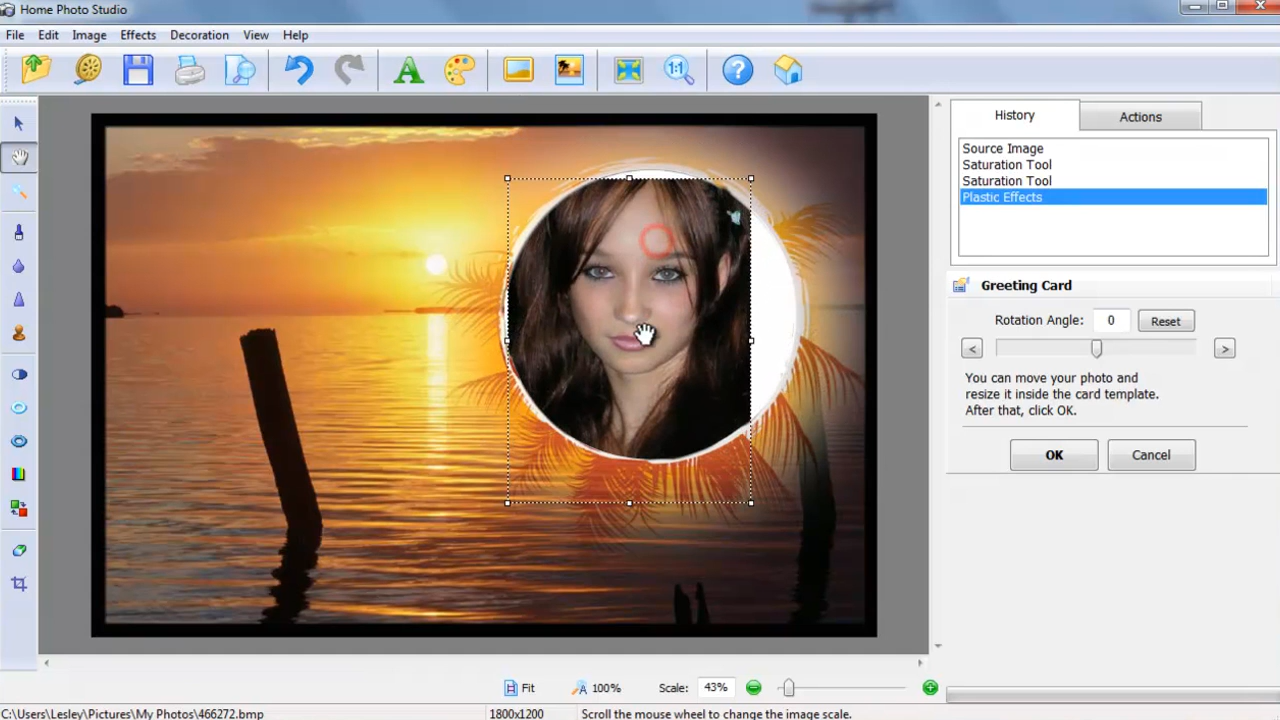 Home Photo Studio
File Edit Image Effects Decoration View Help
A 1:1 ?
History Actions
Source Image
Saturation Tool
Saturation Tool
Plastic Effects
Greeting Card
Rotation Angle: 0 Reset
< >
You can move your photo and
resize it inside the card template.
After that, click OK.
OK Cancel
Fit 100% Scale: 43%
C:\Users\Lesley\Pictures\My Photos\466272.bmp 1800x1200 Scroll the mouse wheel to change the image scale.